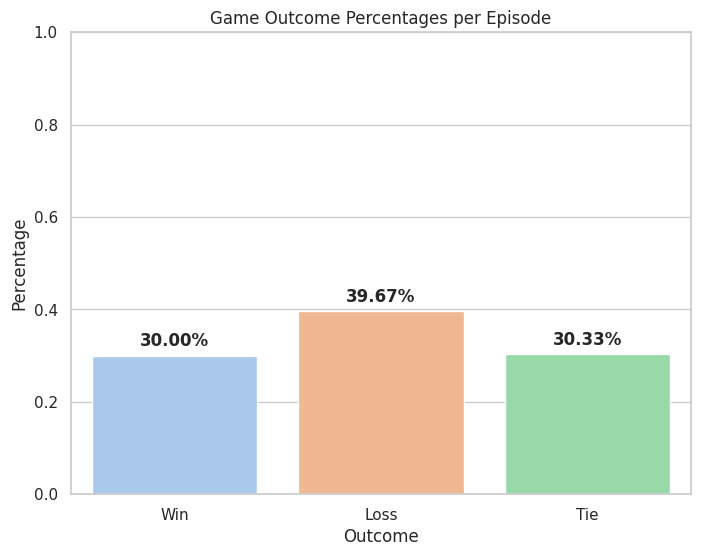 Game Outcome Percentages per Episode
1.0
0.8
0.6
0.4
0.2
0.0
Percentage
30.00%
39.67%
30.33%
Win
Loss
Tie
Outcome